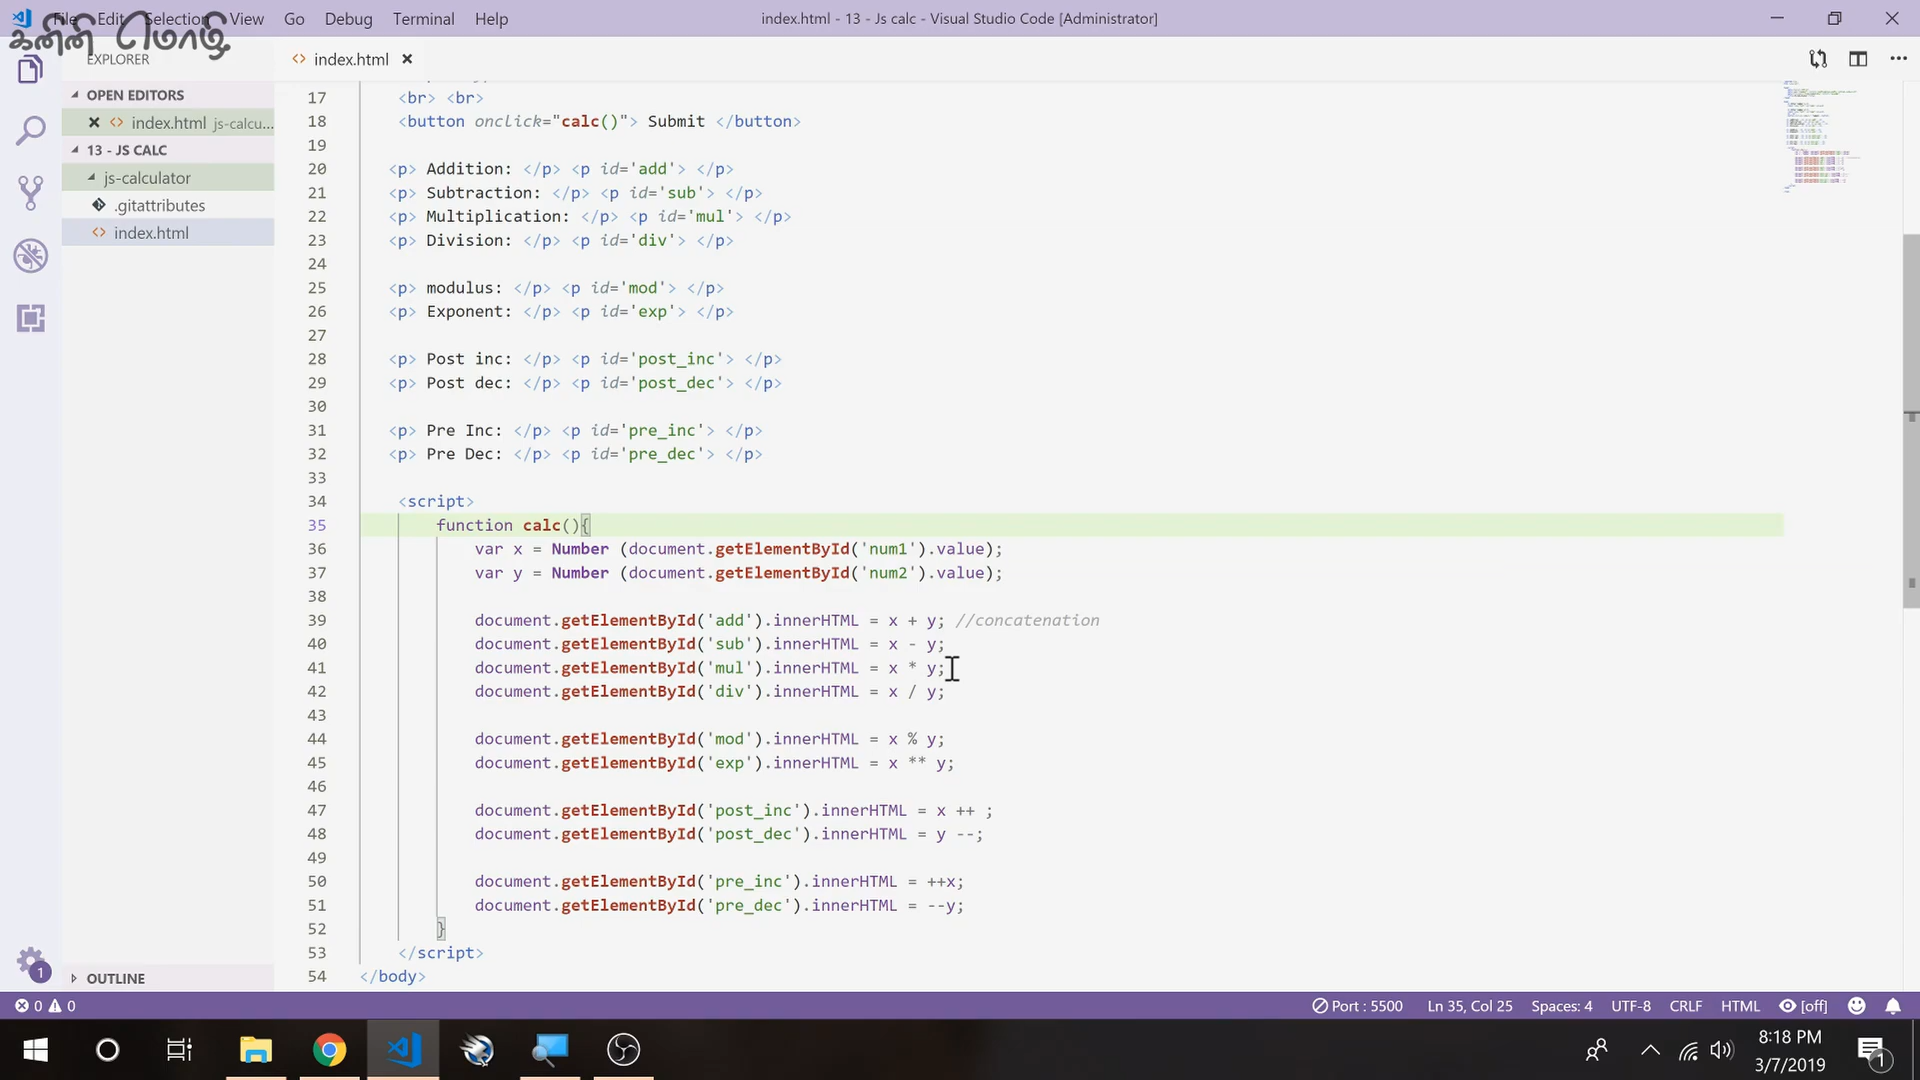 File Edit Selection View Go Debug Terminal Help
index.html - 13 - Js calc - Visual Studio Code [Administrator]
கனினி மொழி
EXPLORER
index.html
OPEN EDITORS
index.html js-calcu...
13 - JS CALC
js-calculator
.gitattributes
index.html
OUTLINE
17 <br> <br>
18 <button onclick="calc()"> Submit </button>
19
20 <p> Addition: </p> <p id='add'> </p>
21 <p> Subtraction: </p> <p id='sub'> </p>
22 <p> Multiplication: </p> <p id='mul'> </p>
23 <p> Division: </p> <p id='div'> </p>
24
25 <p> modulus: </p> <p id='mod'> </p>
26 <p> Exponent: </p> <p id='exp'> </p>
27
28 <p> Post inc: </p> <p id='post_inc'> </p>
29 <p> Post dec: </p> <p id='post_dec'> </p>
30
31 <p> Pre Inc: </p> <p id='pre_inc'> </p>
32 <p> Pre Dec: </p> <p id='pre_dec'> </p>
33
34 <script>
35 function calc(){
36 var x = Number (document.getElementById('num1').value);
37 var y = Number (document.getElementById('num2').value);
38
39 document.getElementById('add').innerHTML = x + y; //concatenation
40 document.getElementById('sub').innerHTML = x - y;
41 document.getElementById('mul').innerHTML = x * y;
42 document.getElementById('div').innerHTML = x / y;
43
44 document.getElementById('mod').innerHTML = x % y;
45 document.getElementById('exp').innerHTML = x ** y;
46
47 document.getElementById('post_inc').innerHTML = x ++ ;
48 document.getElementById('post_dec').innerHTML = y --;
49
50 document.getElementById('pre_inc').innerHTML = ++x;
51 document.getElementById('pre_dec').innerHTML = --y;
52 }
53 </script>
54 </body>
1
0 0 Port : 5500 Ln 35, Col 25 Spaces: 4 UTF-8 CRLF HTML [off]
8:18 PM
3/7/2019
1